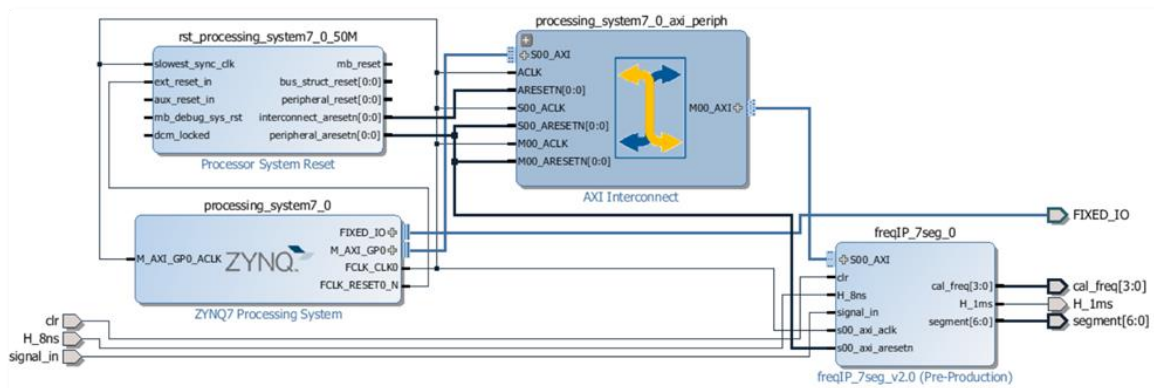 processing_system7_0_axi_periph
rst_processing_system7_0_50M
slowest_sync_clk
mb_reset
ext_reset_in
bus_struct_reset[0:0]
aux_reset_in
peripheral_reset[0:0]
mb_debug_sys_rst
interconnect_aresetn[0:0]
dcm_locked
peripheral_aresetn[0:0]
Processor System Reset
S00_AXI
ACLK
ARESETN[0:0]
S00_ACLK
S00_ARESETN[0:0]
M00_ACLK
M00_ARESETN[0:0]
M00_AXI
AXI Interconnect
processing_system7_0
M_AXI_GP0_ACLK
ZYNQ
FIXED_IO
M_AXI_GP0
FCLK_CLK0
FCLK_RESET0_N
ZYNQ7 Processing System
clr
H_8ns
signal_in
freqIP_7seg_0
S00_AXI
clr
H_8ns
signal_in
s00_axi_aclk
s00_axi_aresetn
cal_freq[3:0]
H_1ms
segment[6:0]
freqIP_7seg_v2.0 (Pre-Production)
FIXED_IO
cal_freq[3:0]
H_1ms
segment[6:0]